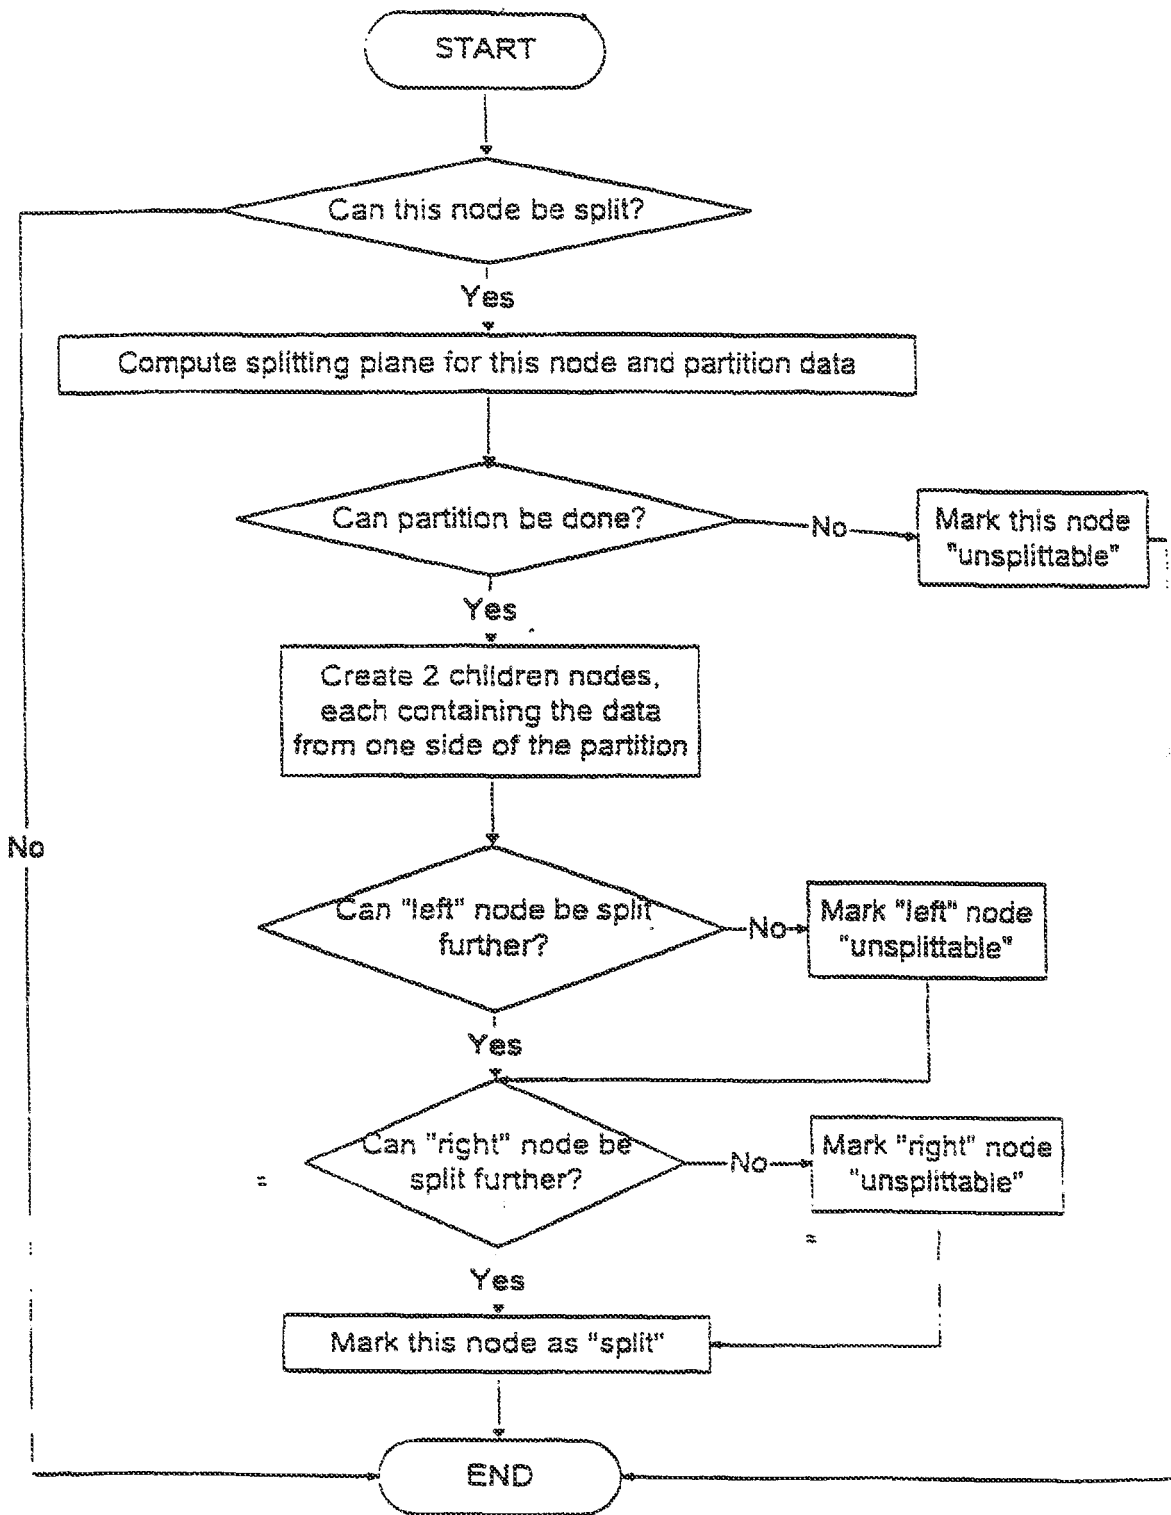 START
Can this node be split?
Yes
Compute splitting plane for this node and partition data
Can partition be done?
No
Mark this node
"unsplittable"
Yes
Create 2 children nodes,
each containing the data
from one side of the partition
No
Can "left" node be split
further?
No
Mark "left" node
"unsplittable"
Yes
Can "right" node be
split further?
No
Mark "right" node
"unsplittable"
Yes
Mark this node as "split"
END